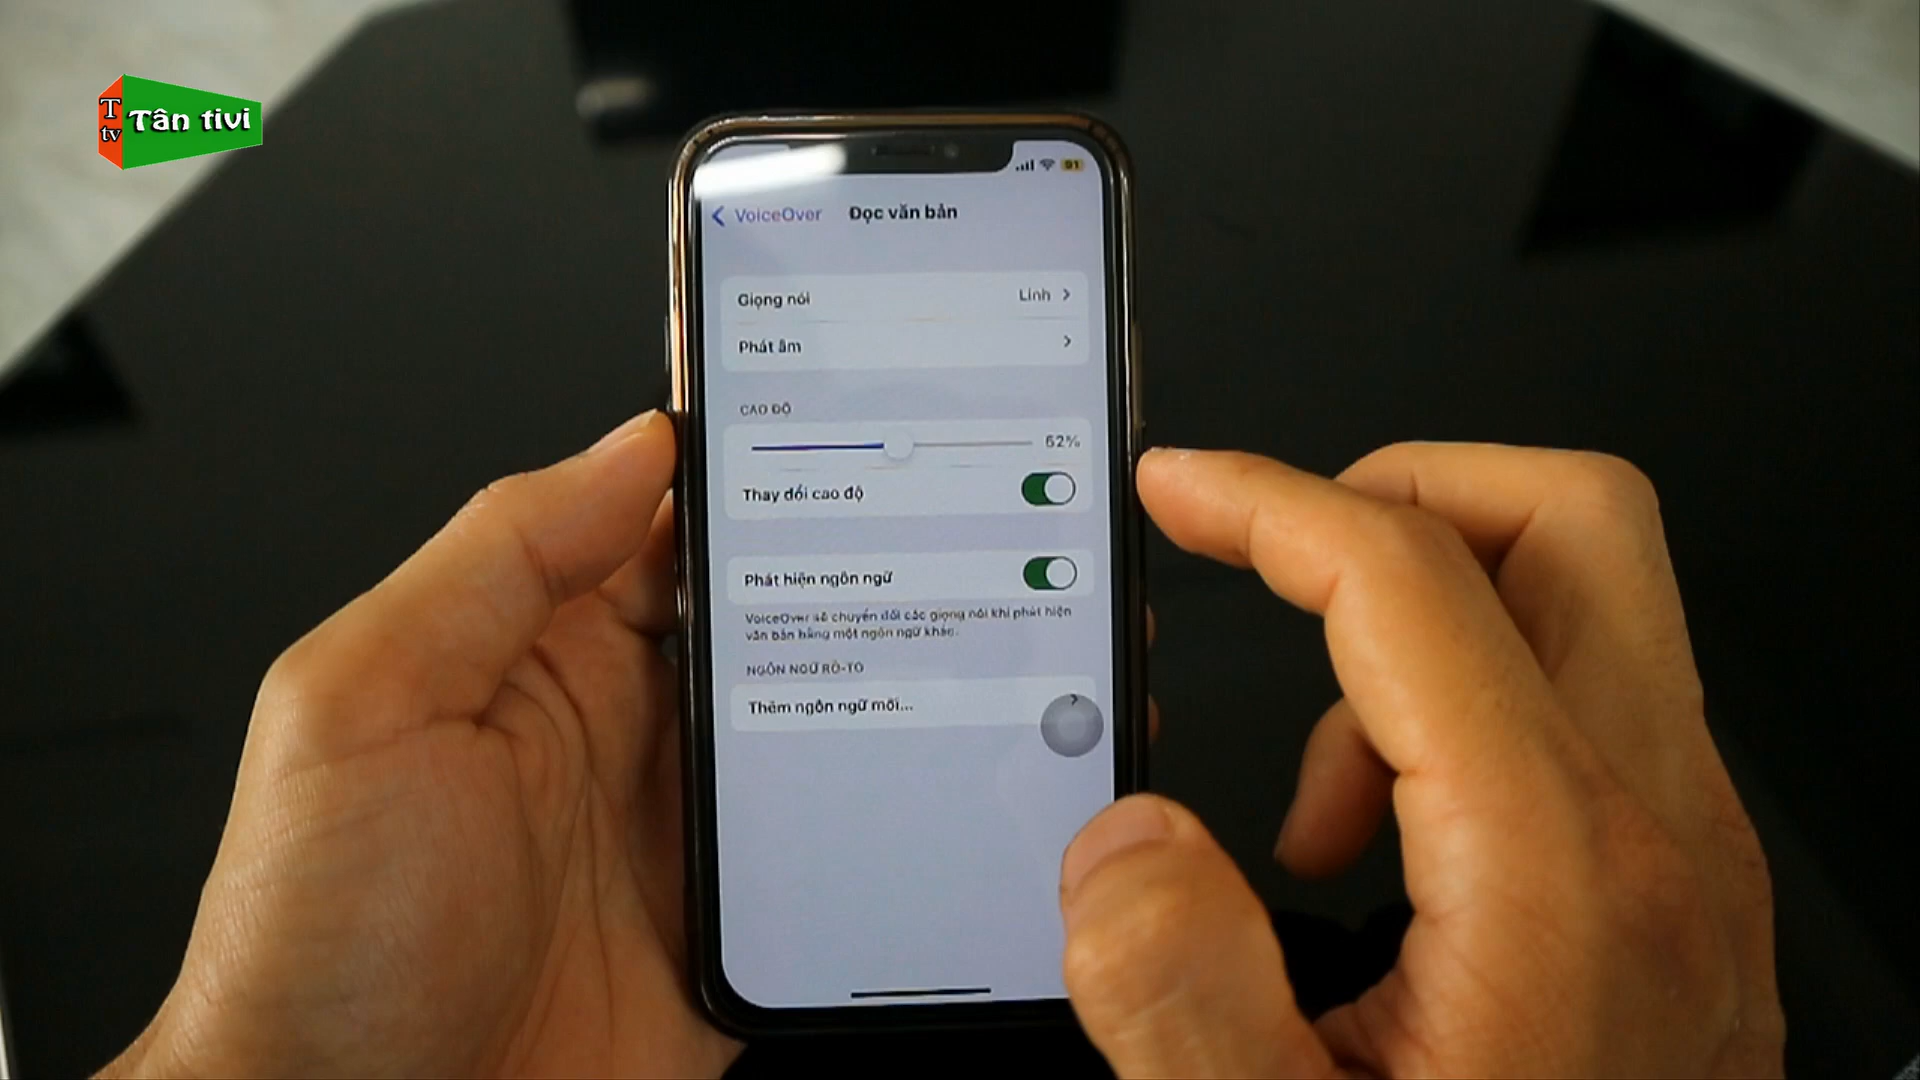 T
tv
Tân tivi
91
VoiceOver Đọc văn bản
Giọng nói Linh
Phát âm
CAO ĐỘ
52%
Thay đổi cao độ
Phát hiện ngôn ngữ
VoiceOver sẽ chuyển đổi các giọng nói khi phát hiện
văn bản bằng một ngôn ngữ khác.
NGÔN NGỮ RÔ-TO
Thêm ngôn ngữ mới...